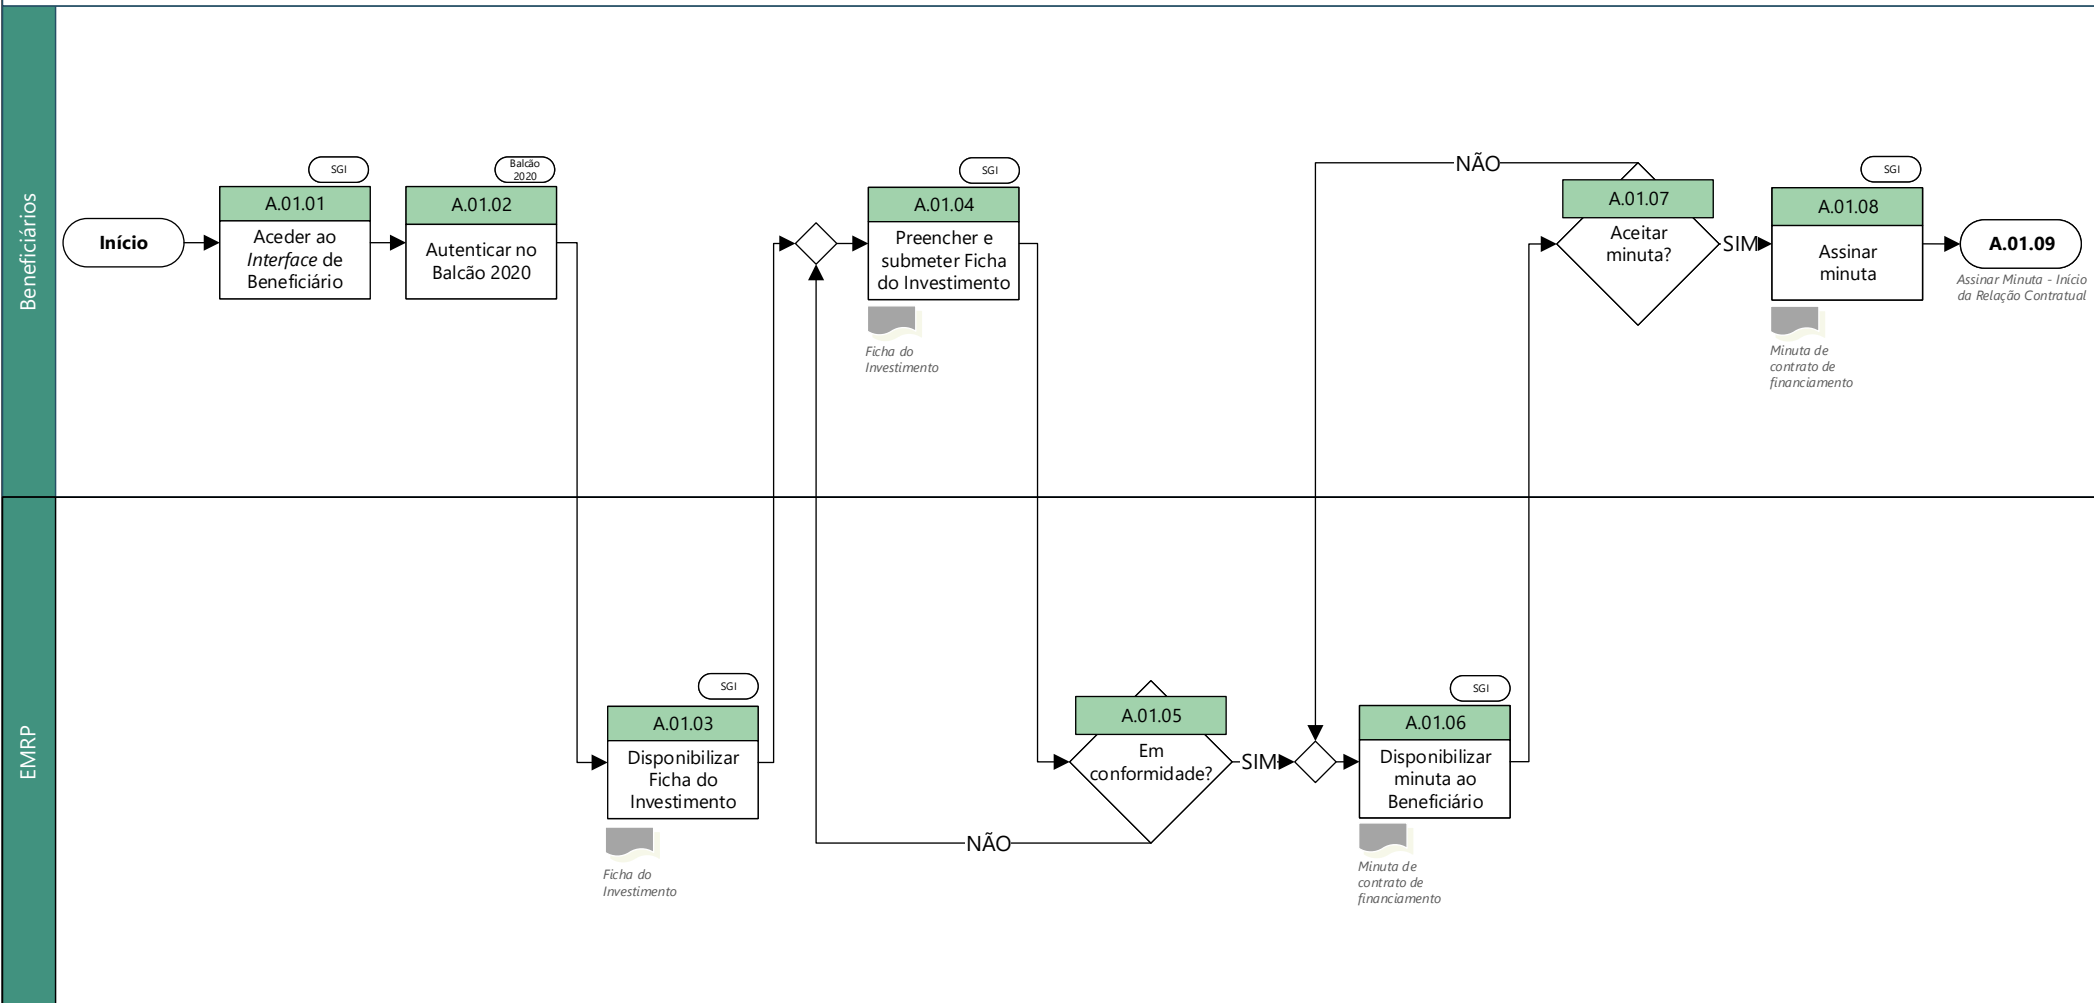 Beneficiários
Início
SGI
A.01.01
Aceder ao
Interface de
Beneficiário
Balcão
2020
A.01.02
Autenticar no
Balcão 2020
SGI
A.01.04
Preencher e
submeter Ficha
do Investimento
Ficha do
Investimento
NÃO
A.01.07
Aceitar
minuta?
SIM
SGI
A.01.08
Assinar
minuta
Minuta de
contrato de
financiamento
A.01.09
Assinar Minuta - Início
da Relação Contratual
EMRP
SGI
A.01.03
Disponibilizar
Ficha do
Investimento
Ficha do
Investimento
NÃO
A.01.05
Em
conformidade?
SIM
SGI
A.01.06
Disponibilizar
minuta ao
Beneficiário
Minuta de
contrato de
financiamento